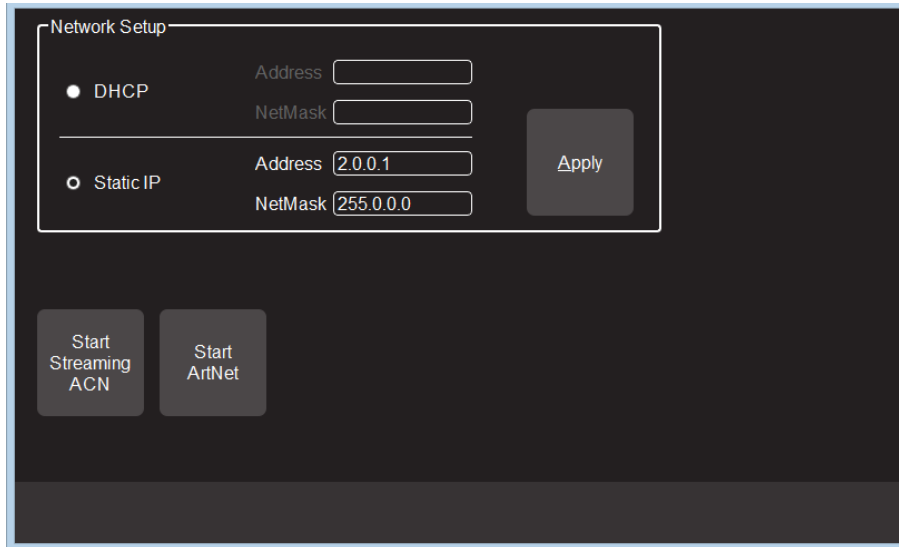 Network Setup
DHCP
Address
NetMask
Static IP
Address 2.0.0.1
NetMask 255.0.0.0
Apply
Start
Streaming
ACN
Start
ArtNet